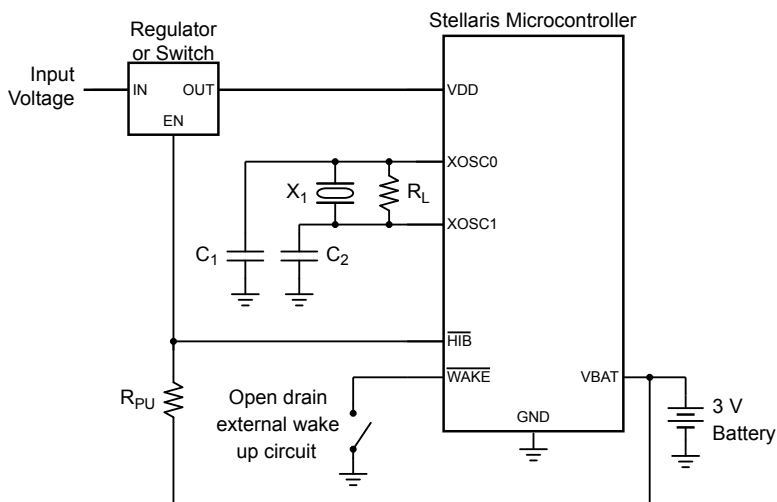 Stellaris Microcontroller
Regulator
or Switch
Input
Voltage
IN
OUT
EN
VDD
XOSC0
X1
RL
XOSC1
C1
C2
HIB
WAKE
VBAT
RPU
Open drain
external wake
up circuit
GND
3 V
Battery